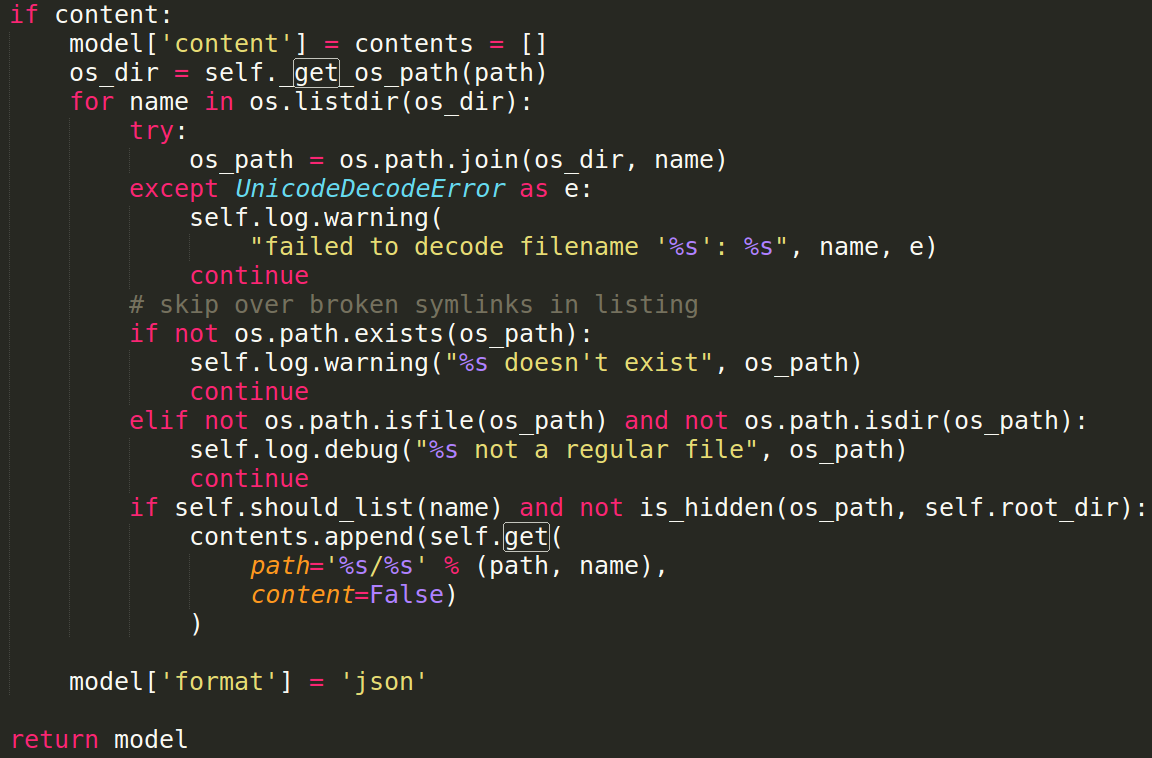 if content:
    model['content'] = contents = []
    os_dir = self._get_os_path(path)
    for name in os.listdir(os_dir):
        try:
            os_path = os.path.join(os_dir, name)
        except UnicodeDecodeError as e:
            self.log.warning(
                "failed to decode filename '%s': %s", name, e)
            continue
        # skip over broken symlinks in listing
        if not os.path.exists(os_path):
            self.log.warning("%s doesn't exist", os_path)
            continue
        elif not os.path.isfile(os_path) and not os.path.isdir(os_path):
            self.log.debug("%s not a regular file", os_path)
            continue
        if self.should_list(name) and not is_hidden(os_path, self.root_dir):
            contents.append(self.get(
                path='%s/%s' % (path, name),
                content=False)
            )

    model['format'] = 'json'

return model